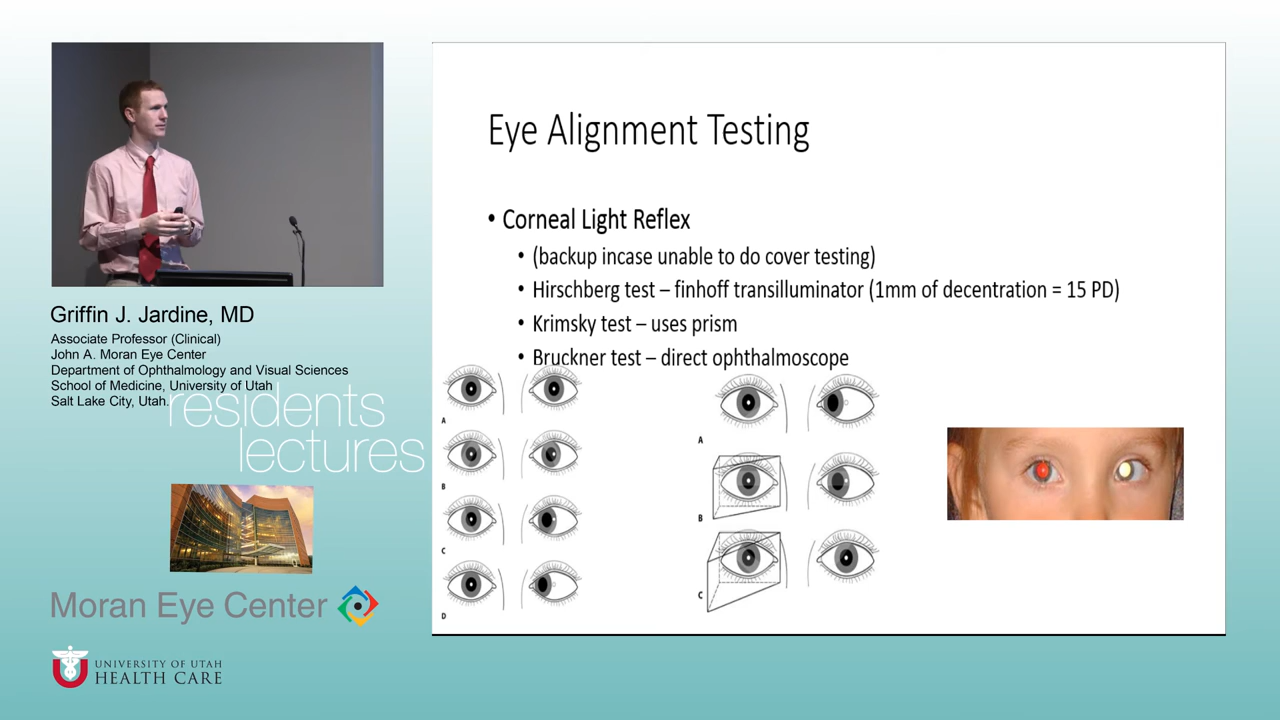 Griffin J. Jardine, MD
Associate Professor (Clinical)
John A. Moran Eye Center
Department of Ophthalmology and Visual Sciences
School of Medicine, University of Utah
Salt Lake City, Utah.
residents
lectures
Moran Eye Center
UNIVERSITY OF UTAH
HEALTH CARE
Eye Alignment Testing
• Corneal Light Reflex
• (backup incase unable to do cover testing)
• Hirschberg test – finhoff transilluminator (1mm of decentration = 15 PD)
• Krimsky test – uses prism
• Bruckner test – direct ophthalmoscope
A
B
C
D
A
B
C